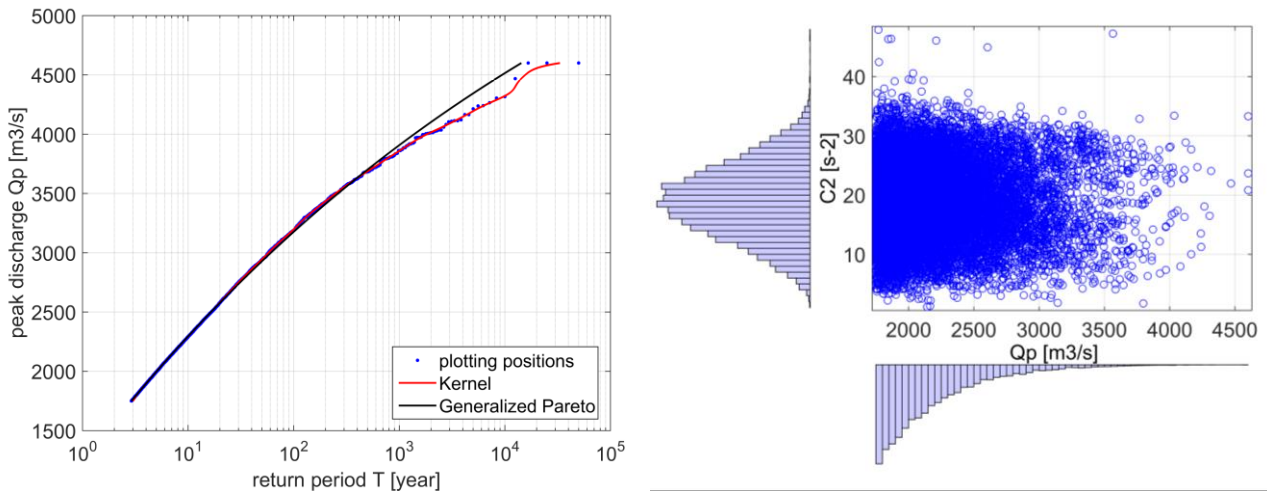 5000
4500
4000
3500
3000
2500
2000
1500
peak discharge Qp [m3/s]
10^0
10^1
10^2
10^3
10^4
10^5
return period T [year]
plotting positions
Kernel
Generalized Pareto
40
30
20
10
C2 [s-2]
2000 2500 3000 3500 4000 4500
Qp [m3/s]